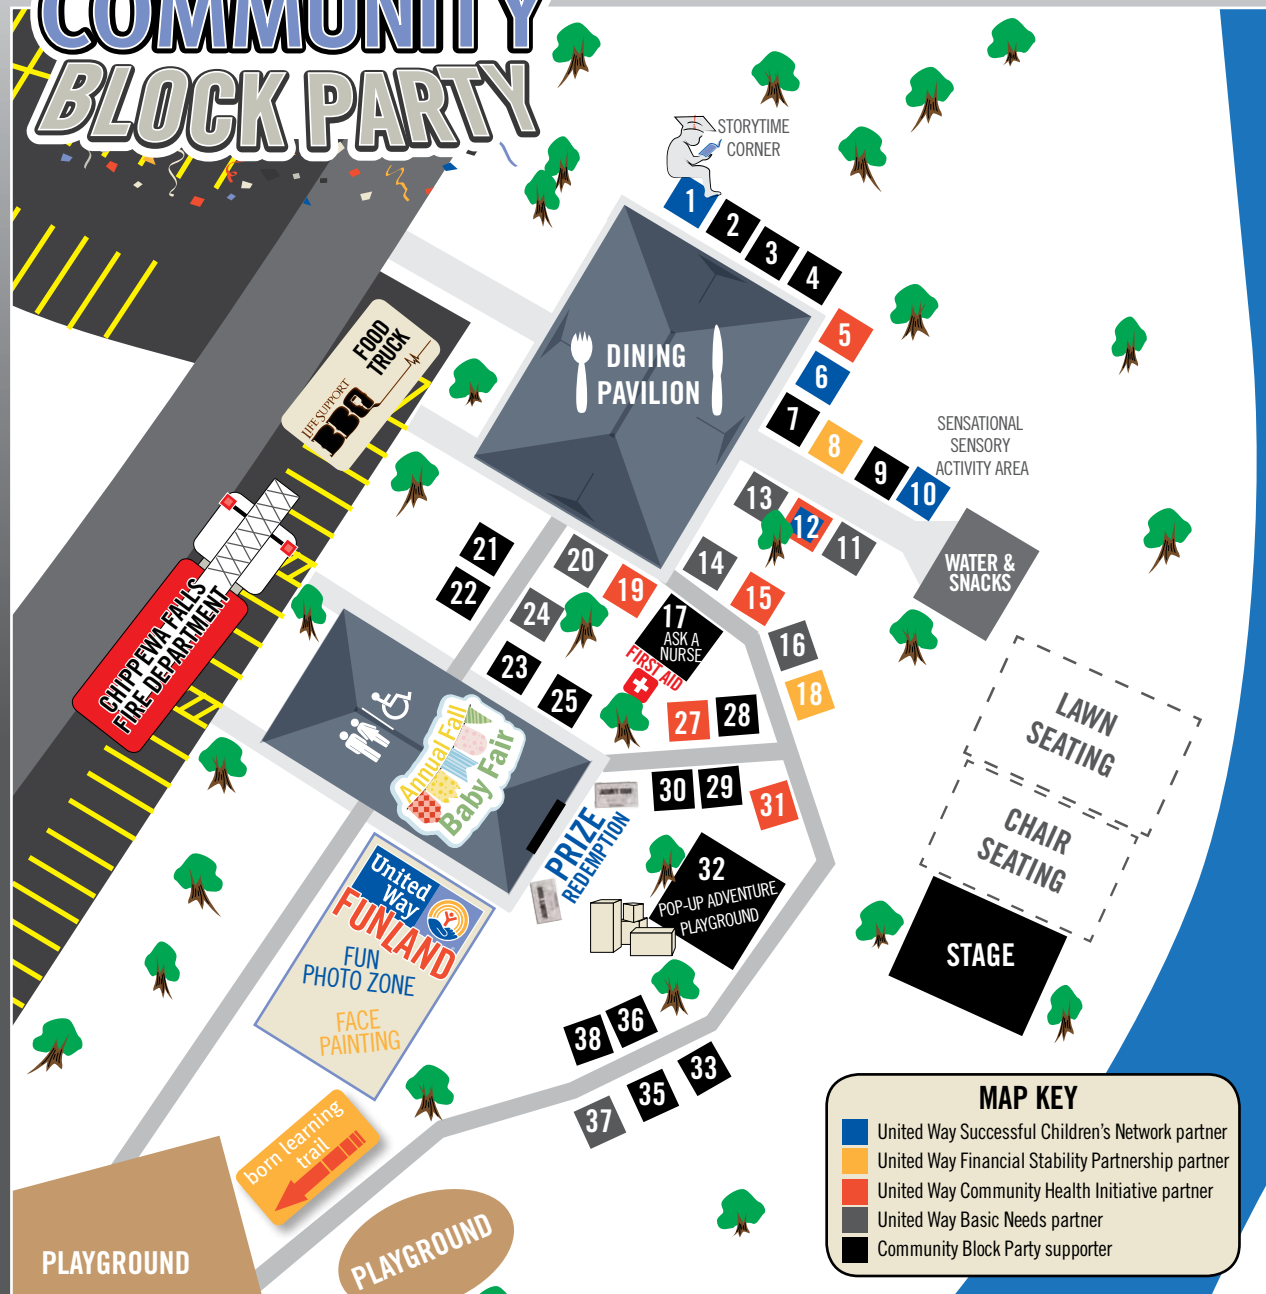 COMMUNITY
BLOCK PARTY
STORYTIME
CORNER
1
2
3
4
5
6
7
8
9
10
SENSATIONAL
SENSORY
ACTIVITY AREA
DINING
PAVILION
FOOD
TRUCK
LIFE SUPPORT
BBQ
CHIPPEWA FALLS
FIRE DEPARTMENT
13
12
11
WATER &
SNACKS
14
15
16
18
17
ASK A
NURSE
FIRST AID
19
20
21
22
24
23
25
27
28
30
29
31
Annual Fall
Baby Fair
PRIZE
REDEMPTION
32
POP-UP ADVENTURE
PLAYGROUND
LAWN
SEATING
CHAIR
SEATING
STAGE
United
Way
FUNLAND
FUN
PHOTO ZONE
FACE
PAINTING
38
36
33
35
37
born learning
trail
PLAYGROUND
PLAYGROUND
MAP KEY
United Way Successful Children's Network partner
United Way Financial Stability Partnership partner
United Way Community Health Initiative partner
United Way Basic Needs partner
Community Block Party supporter